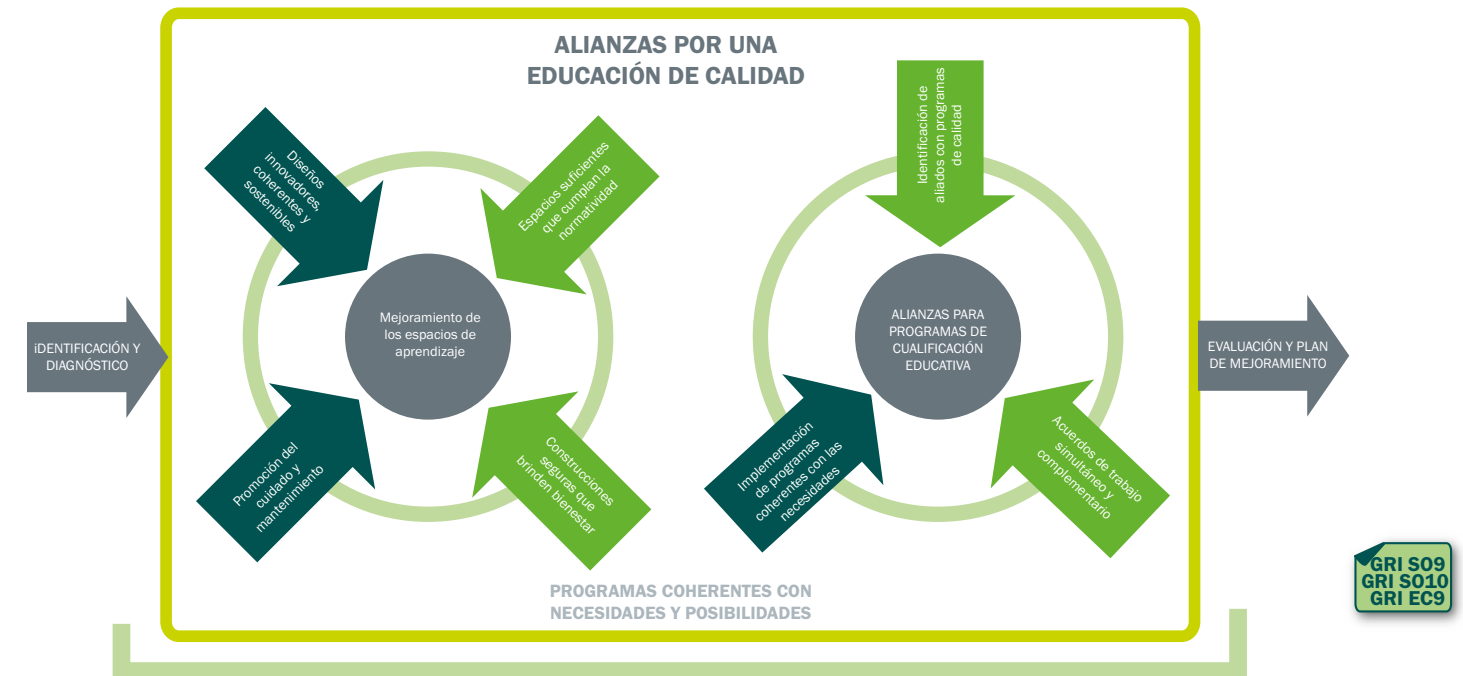 ALIANZAS POR UNA
EDUCACIÓN DE CALIDAD
iDENTIFICACIÓN Y
DIAGNÓSTICO
Diseños
innovadores,
coherentes y
sostenibles
Espacios suficientes
que cumplan la
normatividad
Mejoramiento de
los espacios de
aprendizaje
Promoción del
cuidado y
mantenimiento
Construcciones
seguras que
brinden bienestar
Identificación de
aliados con programas
de calidad
ALIANZAS PARA
PROGRAMAS DE
CUALIFICACIÓN
EDUCATIVA
Implementación
de programas
coherentes con las
necesidades
Acuerdos de trabajo
simultáneo y
complementario
EVALUACIÓN Y PLAN
DE MEJORAMIENTO
PROGRAMAS COHERENTES CON
NECESIDADES Y POSIBILIDADES
GRI SO9
GRI SO10
GRI EC9